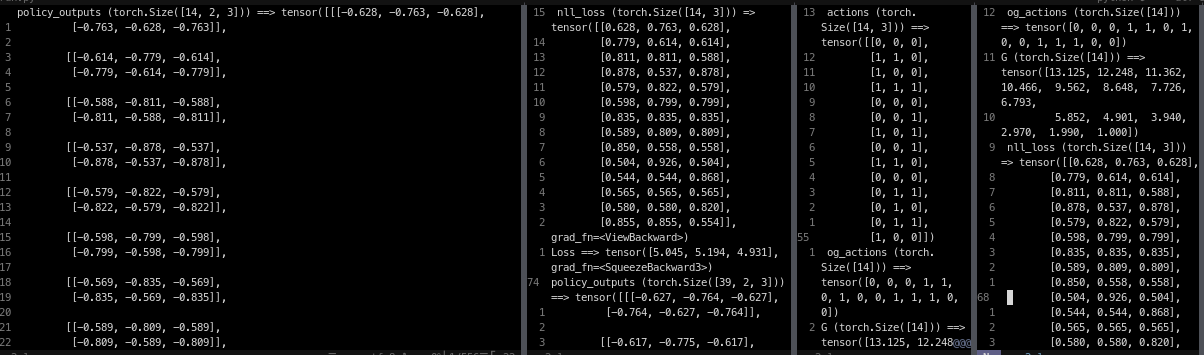 policy_outputs (torch.Size([14, 2, 3])) ==> tensor([[[−0.628, −0.763, −0.628],
1 [−0.763, −0.628, −0.763]],
2
3 [[−0.614, −0.779, −0.614],
4 [−0.779, −0.614, −0.779]],
5
6 [[−0.588, −0.811, −0.588],
7 [−0.811, −0.588, −0.811]],
8
9 [[−0.537, −0.878, −0.537],
10 [−0.878, −0.537, −0.878]],
11
12 [[−0.579, −0.822, −0.579],
13 [−0.822, −0.579, −0.822]],
14
15 [[−0.598, −0.799, −0.598],
16 [−0.799, −0.598, −0.799]],
17
18 [[−0.569, −0.835, −0.569],
19 [−0.835, −0.569, −0.835]],
20
21 [[−0.589, −0.809, −0.589],
22 [−0.809, −0.589, −0.809]],
15 nll_loss (torch.Size([14, 3])) =>
tensor([[0.628, 0.763, 0.628],
14 [0.779, 0.614, 0.614],
13 [0.811, 0.811, 0.588],
12 [0.878, 0.537, 0.878],
11 [0.579, 0.822, 0.579],
10 [0.598, 0.799, 0.799],
9 [0.835, 0.835, 0.835],
8 [0.589, 0.809, 0.809],
7 [0.850, 0.558, 0.558],
6 [0.504, 0.926, 0.504],
5 [0.544, 0.544, 0.868],
4 [0.565, 0.565, 0.565],
3 [0.580, 0.580, 0.820],
2 [0.855, 0.855, 0.554]],
grad_fn=<ViewBackward>)
1 Loss ==> tensor([5.045, 5.194, 4.931],
grad_fn=<SqueezeBackward3>)
74 policy_outputs (torch.Size([39, 2, 3]))
==> tensor([[[−0.627, −0.764, −0.627],
1 [−0.764, −0.627, −0.764]],
2
3 [[−0.617, −0.775, −0.617],
13 actions (torch.
Size([14, 3])) ==>
tensor([[0, 0, 0],
12 [1, 1, 0],
11 [1, 0, 0],
10 [1, 1, 1],
9 [0, 0, 0],
8 [0, 0, 1],
7 [1, 0, 1],
6 [0, 0, 1],
5 [1, 1, 0],
4 [0, 0, 0],
3 [0, 1, 1],
2 [0, 1, 0],
1 [0, 1, 1],
55 [1, 0, 0]])
1 og_actions (torch.
Size([14])) ==>
tensor([0, 0, 0, 1, 1,
0, 1, 0, 0, 1, 1, 1, 0,
0])
2 G (torch.Size([14])) ==>
tensor([13.125, 12.248@@@
12 og_actions (torch.Size([14]))
==> tensor([0, 0, 0, 1, 1, 0, 1,
0, 0, 1, 1, 1, 0, 0])
11 G (torch.Size([14])) ==>
tensor([13.125, 12.248, 11.362,
10.466, 9.562, 8.648, 7.726,
6.793,
10 5.852, 4.901, 3.940,
2.970, 1.990, 1.000])
9 nll_loss (torch.Size([14, 3]))
=> tensor([[0.628, 0.763, 0.628],
8 [0.779, 0.614, 0.614],
7 [0.811, 0.811, 0.588],
6 [0.878, 0.537, 0.878],
5 [0.579, 0.822, 0.579],
4 [0.598, 0.799, 0.799],
3 [0.835, 0.835, 0.835],
2 [0.589, 0.809, 0.809],
1 [0.850, 0.558, 0.558],
68 [0.504, 0.926, 0.504],
1 [0.544, 0.544, 0.868],
2 [0.565, 0.565, 0.565],
3 [0.580, 0.580, 0.820],